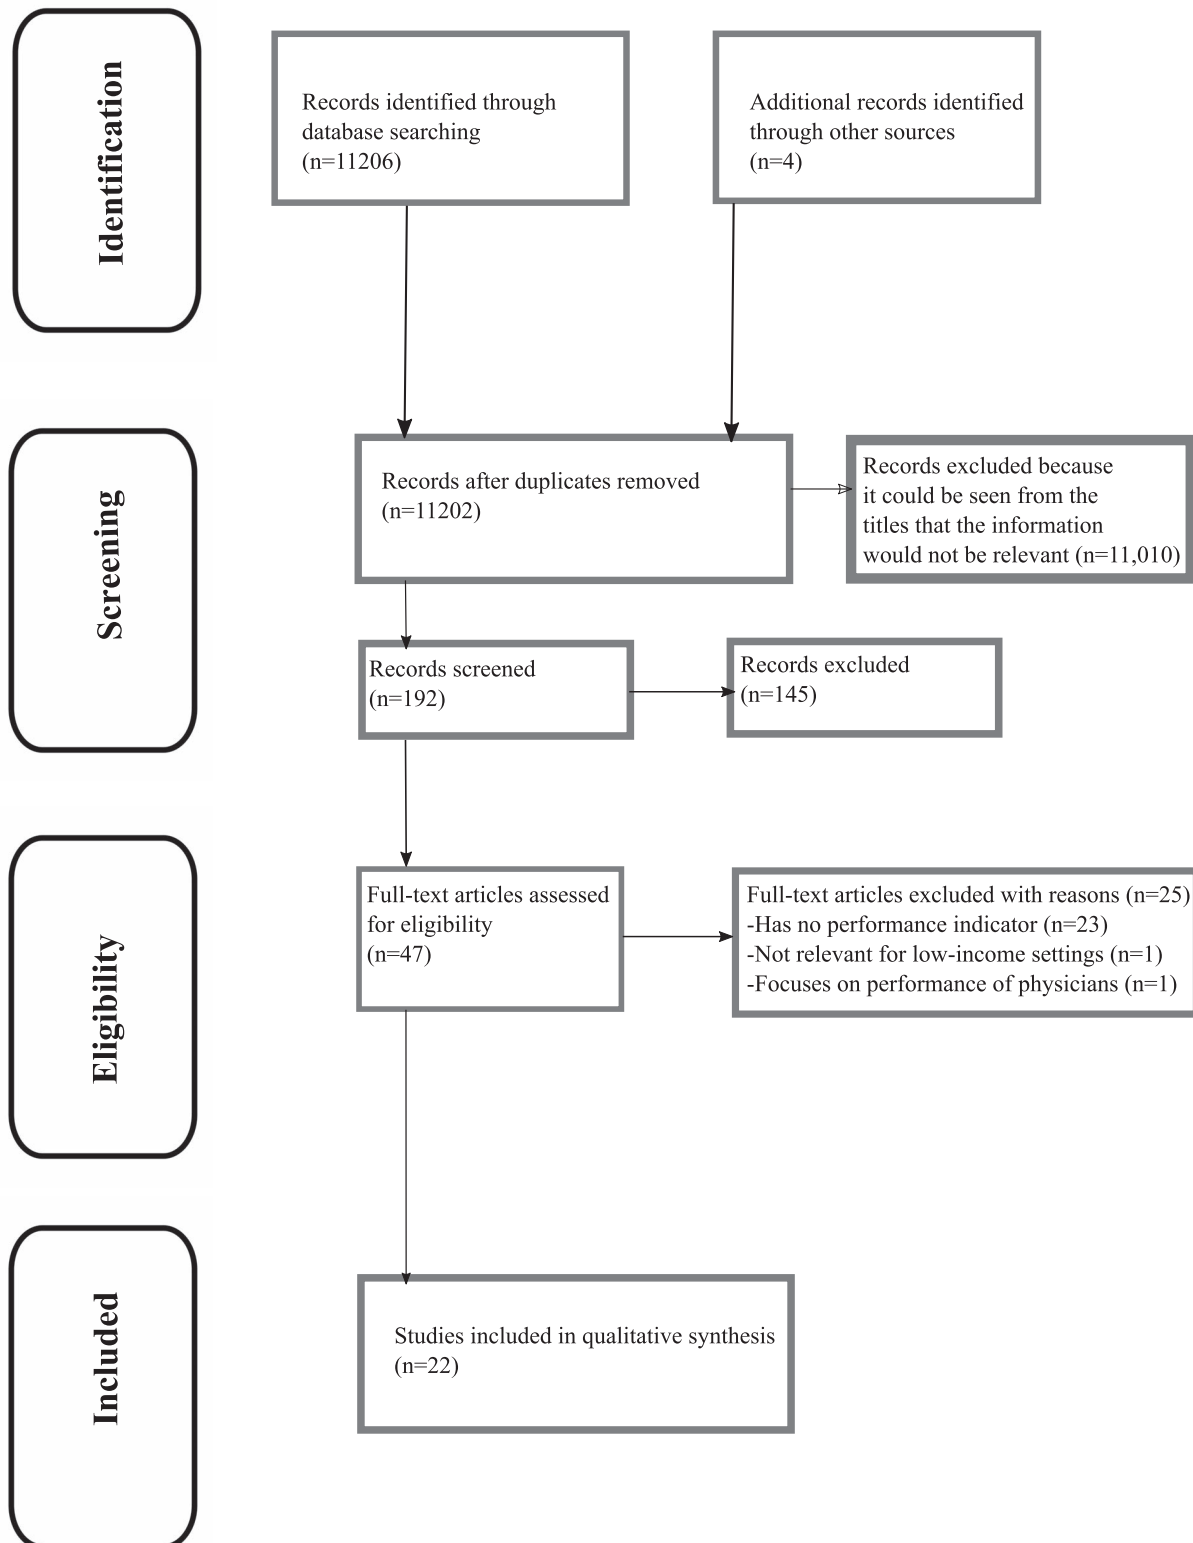 Identification
Records identified through
database searching
(n=11206)
Additional records identified
through other sources
(n=4)
Screening
Records after duplicates removed
(n=11202)
Records excluded because
it could be seen from the
titles that the information
would not be relevant (n=11,010)
Records screened
(n=192)
Records excluded
(n=145)
Eligibility
Full-text articles assessed
for eligibility
(n=47)
Full-text articles excluded with reasons (n=25)
-Has no performance indicator (n=23)
-Not relevant for low-income settings (n=1)
-Focuses on performance of physicians (n=1)
Included
Studies included in qualitative synthesis
(n=22)